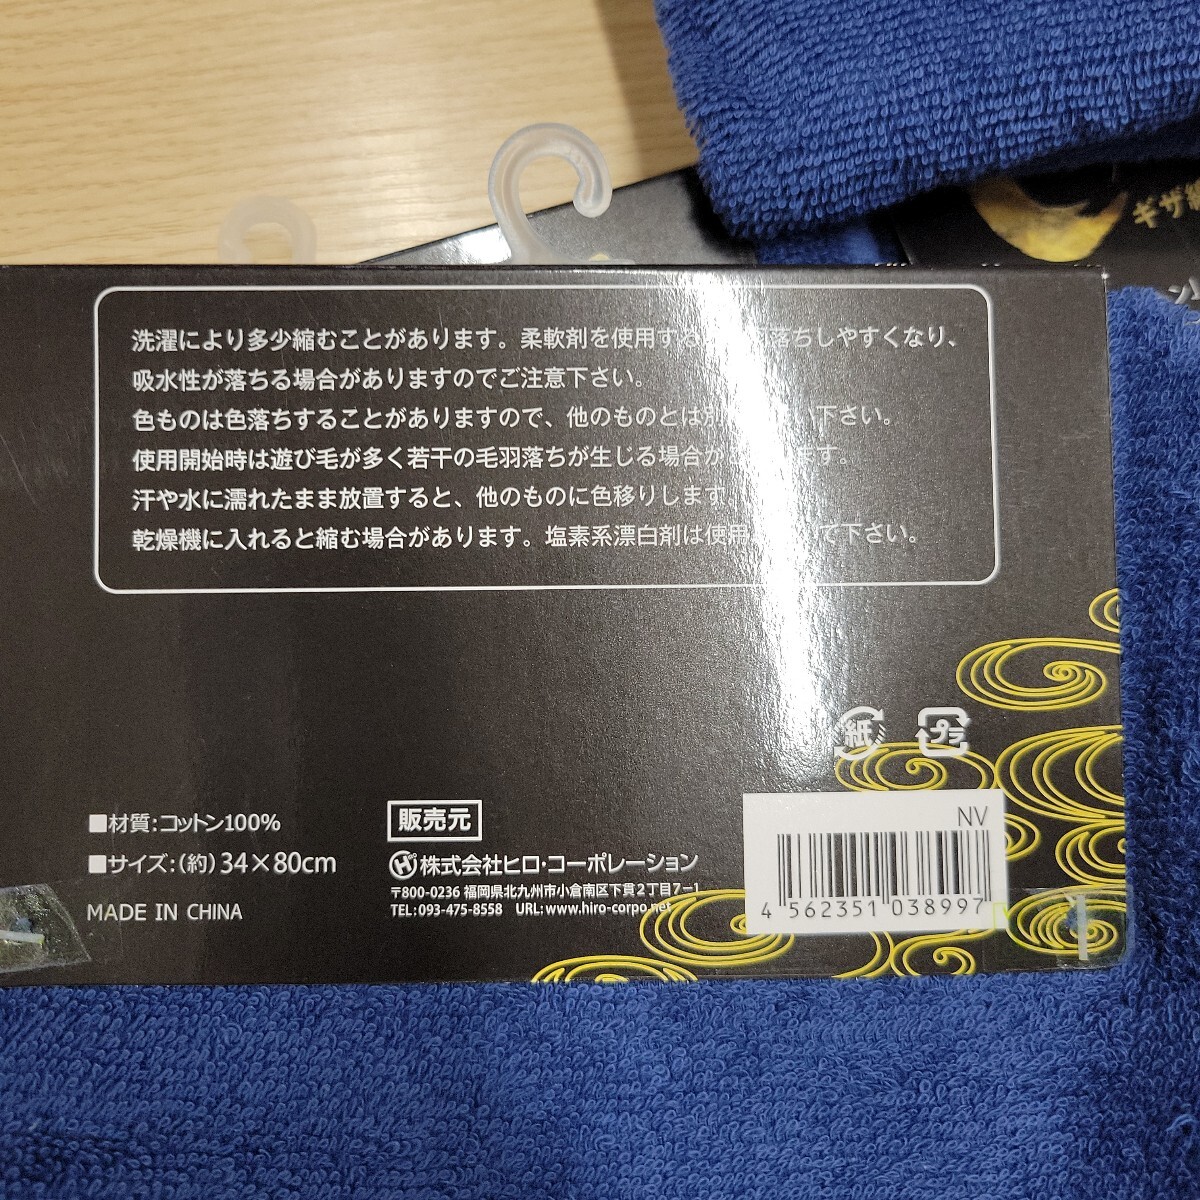 ギザ
洗濯により多少縮むことがあります。柔軟剤を使用する 落ちしやすくなり、
吸水性が落ちる場合がありますのでご注意下さい。
色ものは色落ちすることがありますので、他のものとは別 い下さい。
使用開始時は遊び毛が多く若干の毛羽落ちが生じる場合が ます。
汗や水に濡れたまま放置すると、他のものに色移りします。
乾燥機に入れると縮む場合があります。塩素系漂白剤は使用 て下さい。
紙
プラ
■材質:コットン100%
■サイズ:(約)34×80cm
MADE IN CHINA
販売元
株式会社ヒロ・コーポレーション
〒800-0236 福岡県北九州市小倉南区下貫2丁目7-1
TEL:093-475-8558 URL:www.hiro-corpo.net
NV
4 562351 038997